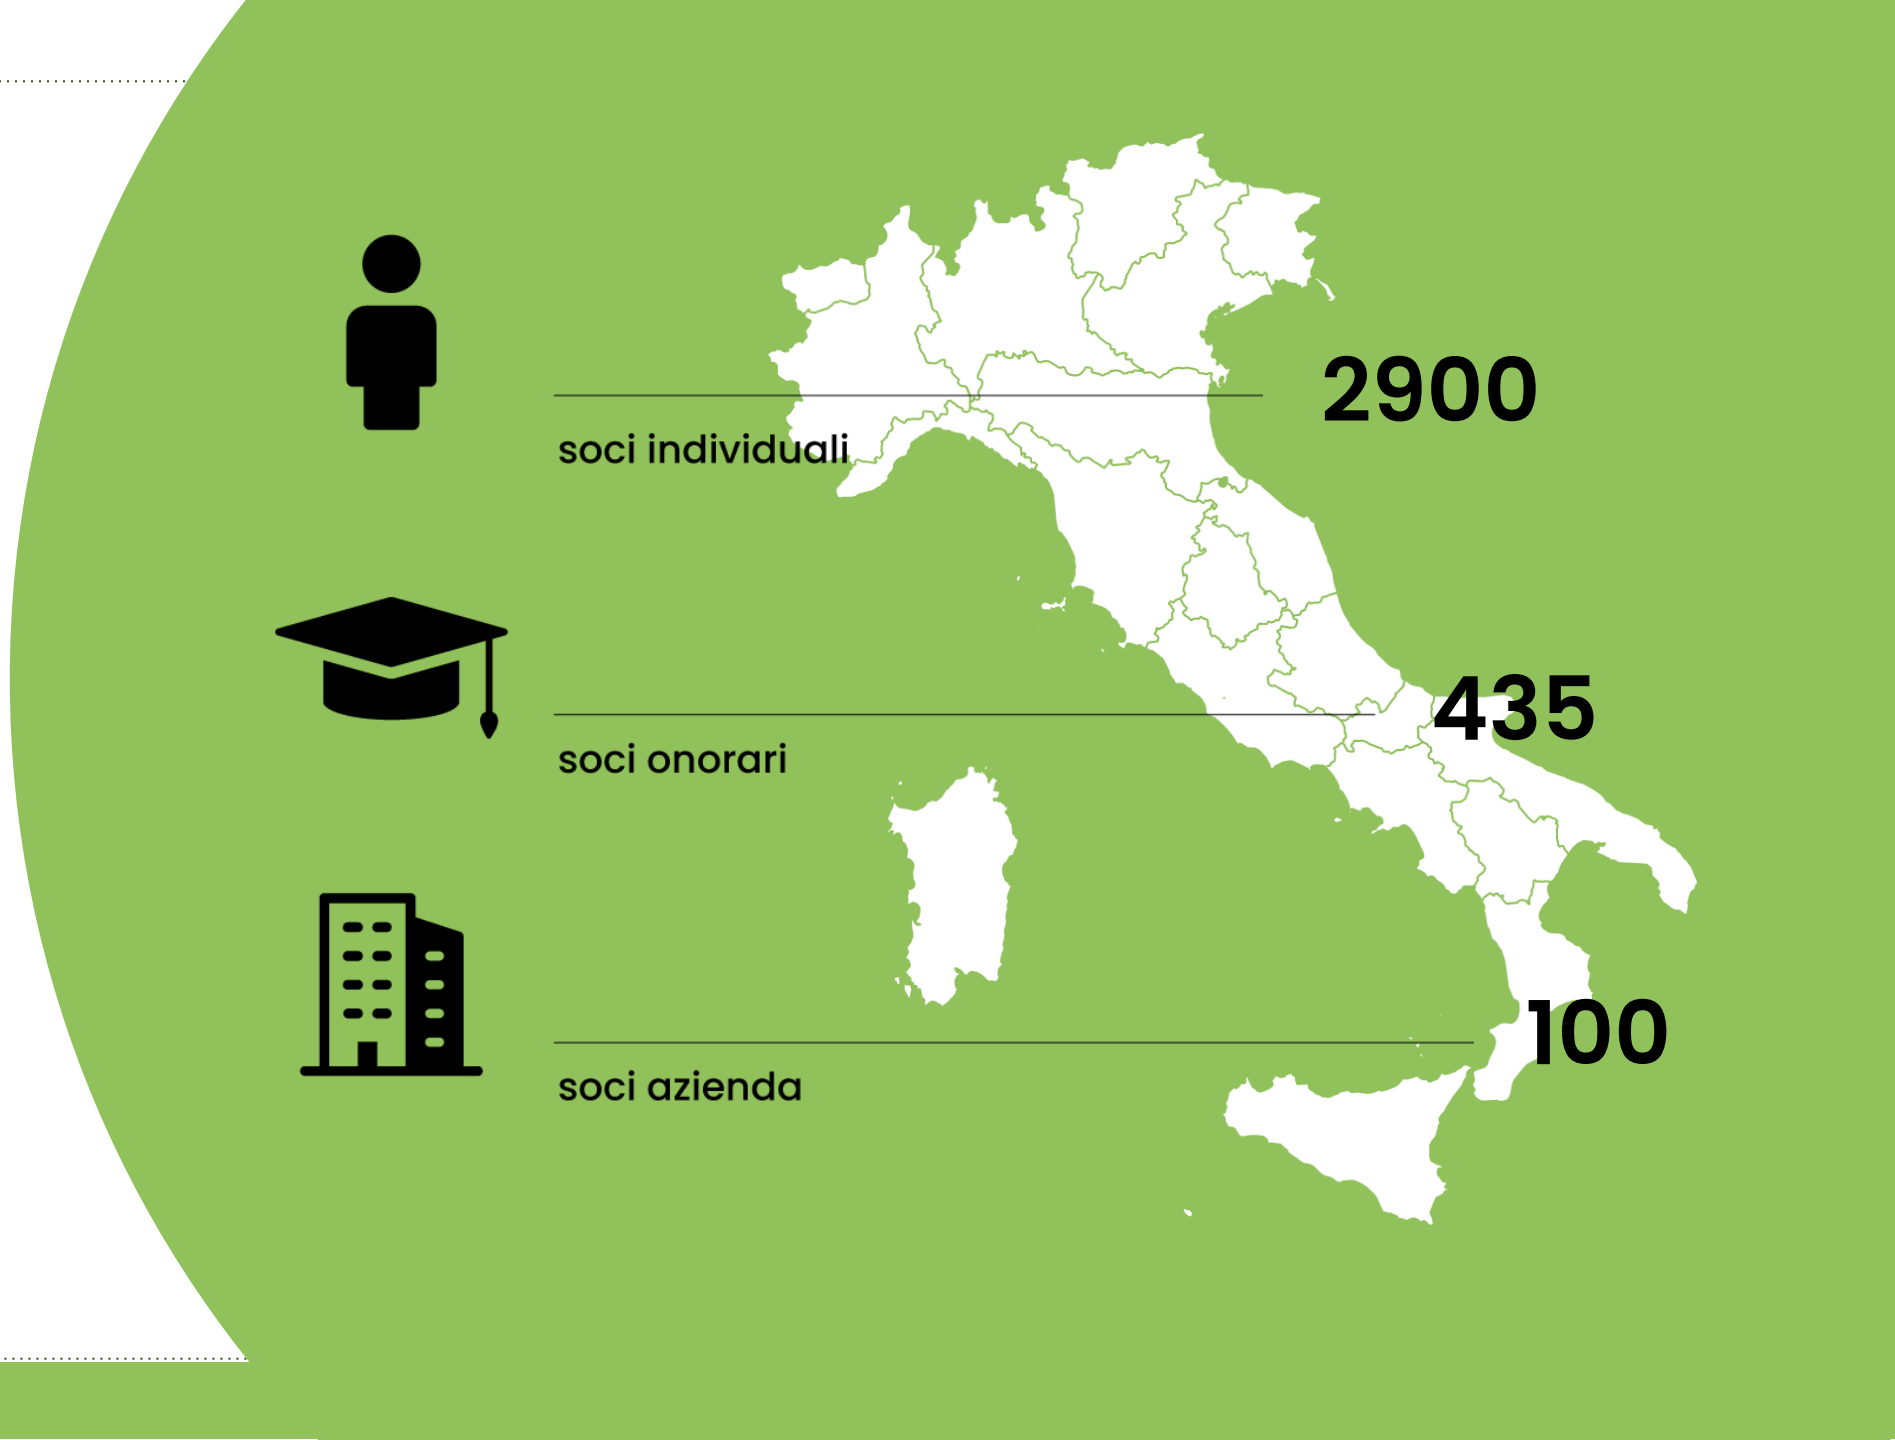 2900
soci individuali
435
soci onorari
100
soci azienda